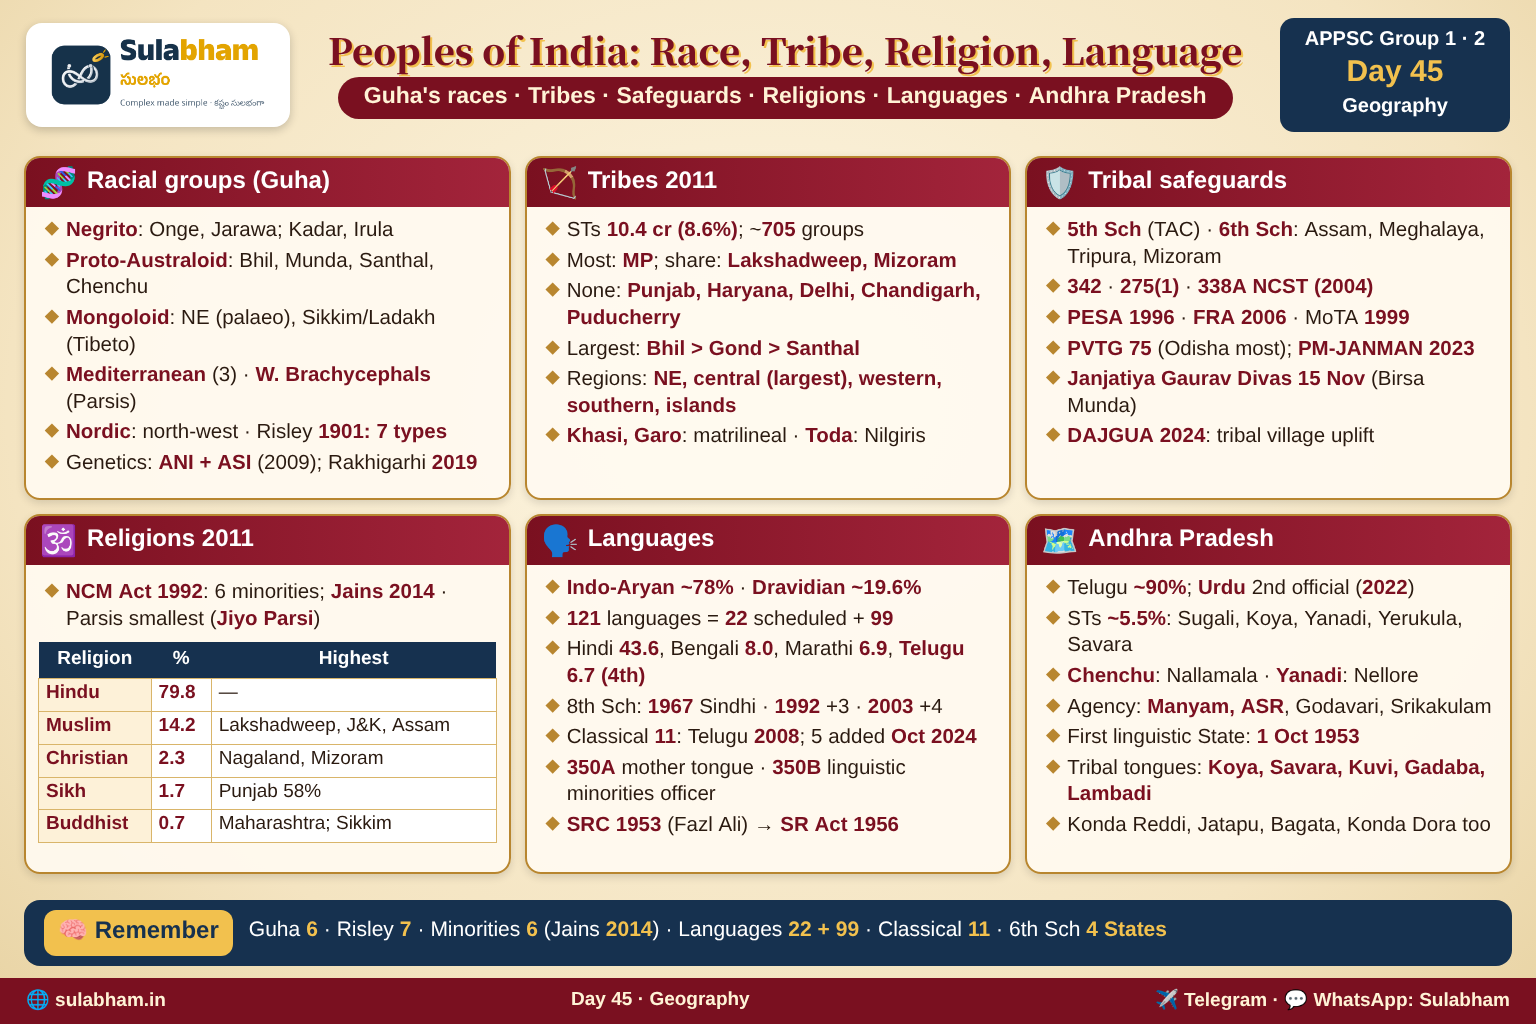 Sulabham
సులభం
Complex made simple · కష్టం సులభంగా
Peoples of India: Race, Tribe, Religion, Language
Guha's races · Tribes · Safeguards · Religions · Languages · Andhra Pradesh
APPSC Group 1 · 2
Day 45
Geography
Racial groups (Guha)
Negrito: Onge, Jarawa; Kadar, Irula
Proto-Australoid: Bhil, Munda, Santhal,
Chenchu
Mongoloid: NE (palaeo), Sikkim/Ladakh
(Tibeto)
Mediterranean (3) · W. Brachycephals
(Parsis)
Nordic: north-west · Risley 1901: 7 types
Genetics: ANI + ASI (2009); Rakhigarhi 2019
Tribes 2011
STs 10.4 cr (8.6%); ~705 groups
Most: MP; share: Lakshadweep, Mizoram
None: Punjab, Haryana, Delhi, Chandigarh,
Puducherry
Largest: Bhil > Gond > Santhal
Regions: NE, central (largest), western,
southern, islands
Khasi, Garo: matrilineal · Toda: Nilgiris
Tribal safeguards
5th Sch (TAC) · 6th Sch: Assam, Meghalaya,
Tripura, Mizoram
342 · 275(1) · 338A NCST (2004)
PESA 1996 · FRA 2006 · MoTA 1999
PVTG 75 (Odisha most); PM-JANMAN 2023
Janjatiya Gaurav Divas 15 Nov (Birsa
Munda)
DAJGUA 2024: tribal village uplift
Religions 2011
NCM Act 1992: 6 minorities; Jains 2014 ·
Parsis smallest (Jiyo Parsi)
Religion % Highest
Hindu 79.8 —
Muslim 14.2 Lakshadweep, J&K, Assam
Christian 2.3 Nagaland, Mizoram
Sikh 1.7 Punjab 58%
Buddhist 0.7 Maharashtra; Sikkim
Languages
Indo-Aryan ~78% · Dravidian ~19.6%
121 languages = 22 scheduled + 99
Hindi 43.6, Bengali 8.0, Marathi 6.9, Telugu
6.7 (4th)
8th Sch: 1967 Sindhi · 1992 +3 · 2003 +4
Classical 11: Telugu 2008; 5 added Oct 2024
350A mother tongue · 350B linguistic
minorities officer
SRC 1953 (Fazl Ali) → SR Act 1956
Andhra Pradesh
Telugu ~90%; Urdu 2nd official (2022)
STs ~5.5%: Sugali, Koya, Yanadi, Yerukula,
Savara
Chenchu: Nallamala · Yanadi: Nellore
Agency: Manyam, ASR, Godavari, Srikakulam
First linguistic State: 1 Oct 1953
Tribal tongues: Koya, Savara, Kuvi, Gadaba,
Lambadi
Konda Reddi, Jatapu, Bagata, Konda Dora too
Remember
Guha 6 · Risley 7 · Minorities 6 (Jains 2014) · Languages 22 + 99 · Classical 11 · 6th Sch 4 States
sulabham.in
Day 45 · Geography
Telegram · WhatsApp: Sulabham